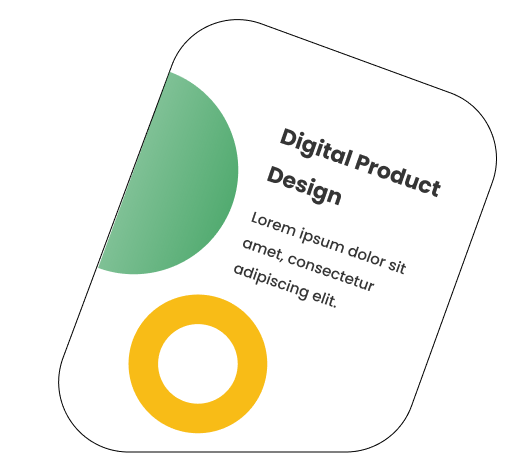 Digital Product
Design
Lorem ipsum dolor sit
amet, consectetur
adipiscing elit.